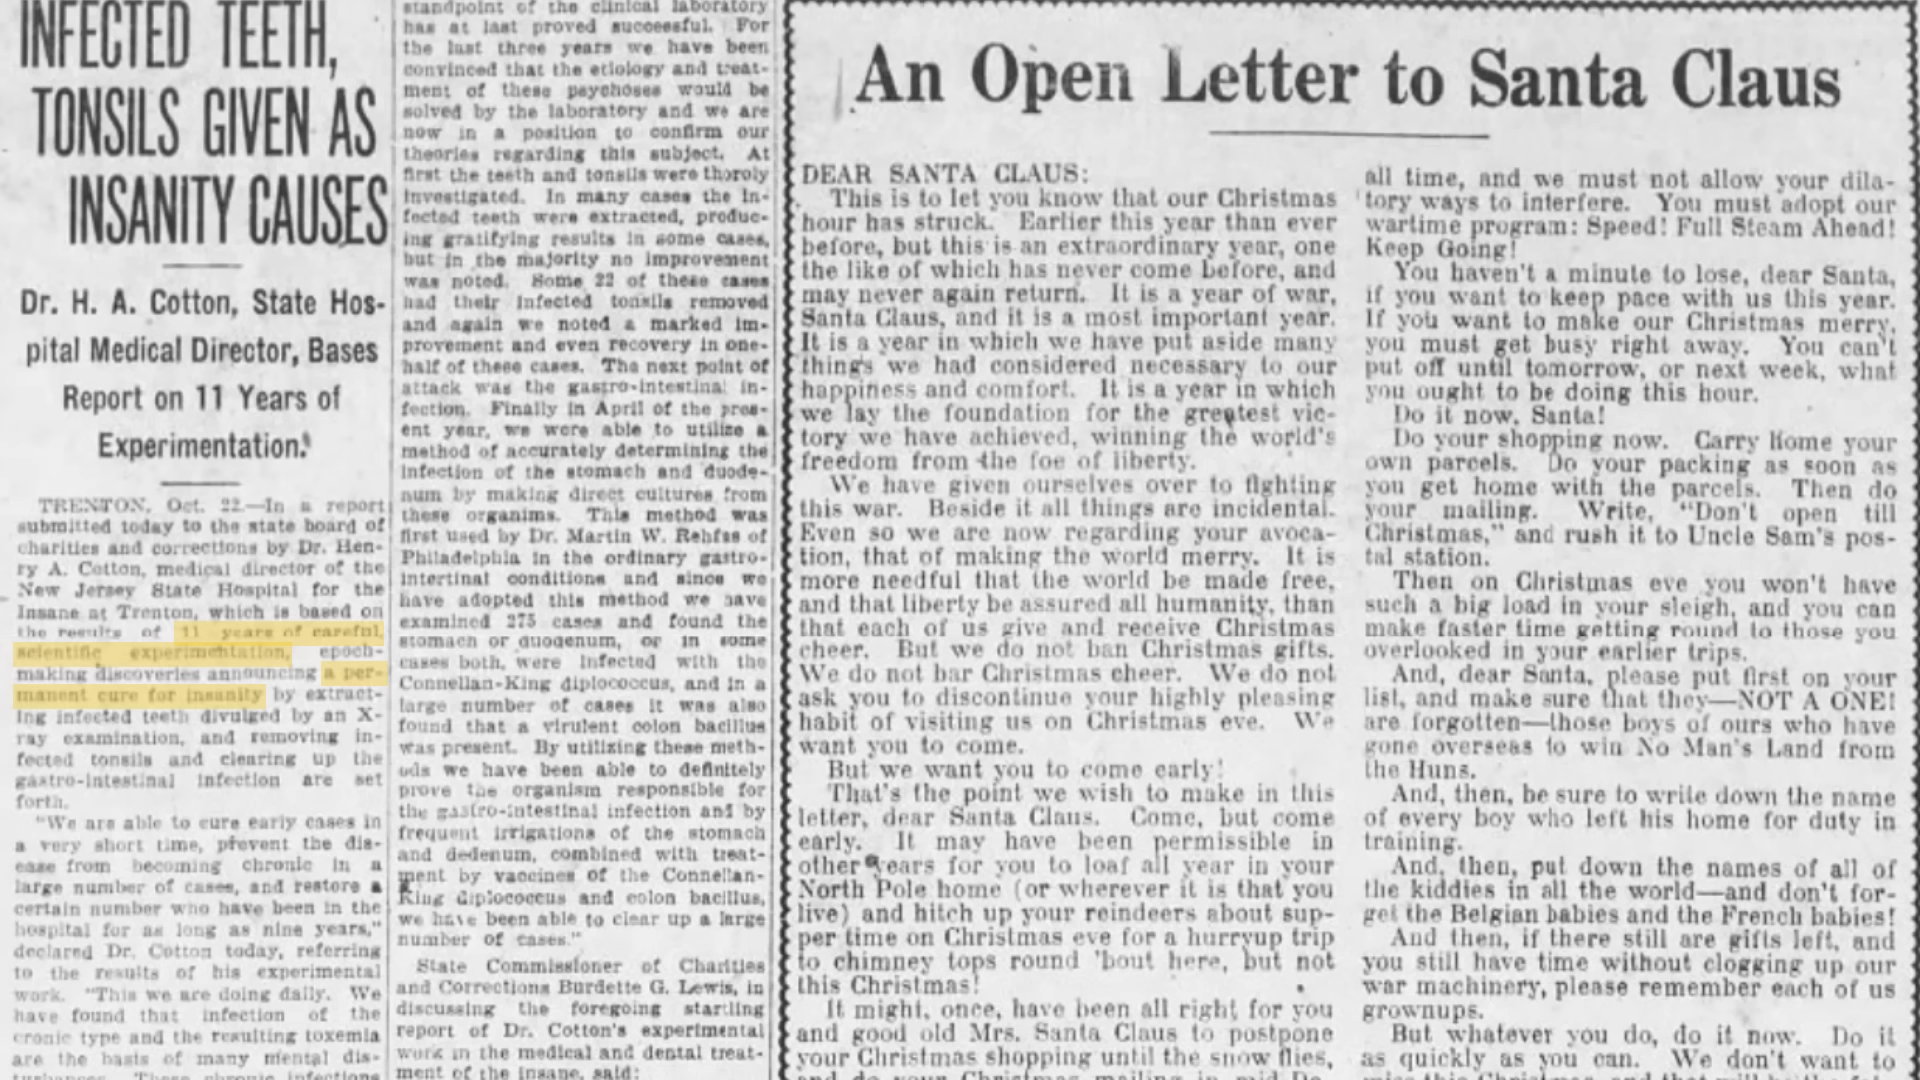 INFECTED TEETH,
TONSILS GIVEN AS
INSANITY CAUSES
Dr. H. A. Cotton, State Hos-
pital Medical Director, Bases
Report on 11 Years of
Experimentation.
TRENTON, Oct. 22.—In a report
submitted today to the state board of
charities and corrections by Dr. Hen-
ry A. Cotton, medical director of the
New Jersey State Hospital for the
Insane at Trenton, which is based on
the results of 11 years of careful,
scientific experimentation, epoch-
making discoveries announcing a per-
manent cure for insanity by extract-
ing infected teeth divulged by an X-
ray examination, and removing in-
fected tonsils and clearing up the
gastro-intestinal infection are set
forth.
"We are able to cure early cases in
a very short time, prevent the dis-
ease from becoming chronic in a
large number of cases, and restore a
certain number who have been in the
hospital for as long as nine years,"
declared Dr. Cotton today, referring
to the results of his experimental
work. "This we are doing daily. We
have found that infection of the
cronic type and the resulting toxemia
are the basis of many mental dis-
turbances. These chronic infections
standpoint of the clinical laboratory
has at last proved successful. For
the last three years we have been
convinced that the etiology and treat-
ment of these psychoses would be
solved by the laboratory and we are
now in a position to confirm our
theories regarding this subject. At
first the teeth and tonsils were thoroly
investigated. In many cases the in-
fected teeth were extracted, produc-
ing gratifying results in some cases,
but in the majority no improvement
was noted. Some 22 of these cases
had their infected tonsils removed
and again we noted a marked im-
provement and even recovery in one-
half of these cases. The next point of
attack was the gastro-intestinal in-
fection. Finally in April of the pres-
ent year, we were able to utilize a
method of accurately determining the
infection of the stomach and duode-
num by making direct cultures from
these organims. This method was
first used by Dr. Martin W. Rehfus of
Philadelphia in the ordinary gastro-
intertinal conditions and since we
have adopted this method we have
examined 275 cases and found the
stomach or duodenum, or in some
cases both, were infected with the
Connellan-King diplococcus, and in a
large number of cases it was also
found that a virulent colon bacillus
was present. By utilizing these meth-
ods we have been able to definitely
prove the organism responsible for
the gastro-intestinal infection and by
frequent irrigations of the stomach
and dedenum, combined with treat-
ment by vaccines of the Connellan-
King diplococcus and colon bacillus,
we have been able to clear up a large
number of cases."
State Commissioner of Charities
and Corrections Burdette G. Lewis, in
discussing the foregoing startling
report of Dr. Cotton's experimental
work in the medical and dental treat-
ment of the insane, said:
An Open Letter to Santa Claus
DEAR SANTA CLAUS:
This is to let you know that our Christmas
hour has struck. Earlier this year than ever
before, but this is an extraordinary year, one
the like of which has never come before, and
may never again return. It is a year of war,
Santa Claus, and it is a most important year.
It is a year in which we have put aside many
things we had considered necessary to our
happiness and comfort. It is a year in which
we lay the foundation for the greatest vic-
tory we have achieved, winning the world's
freedom from the foe of liberty.
We have given ourselves over to fighting
this war. Beside it all things are incidental.
Even so we are now regarding your avoca-
tion, that of making the world merry. It is
more needful that the world be made free,
and that liberty be assured all humanity, than
that each of us give and receive Christmas
cheer. But we do not ban Christmas gifts.
We do not bar Christmas cheer. We do not
ask you to discontinue your highly pleasing
habit of visiting us on Christmas eve. We
want you to come.
But we want you to come early!
That's the point we wish to make in this
letter, dear Santa Claus. Come, but come
early. It may have been permissible in
other years for you to loaf all year in your
North Pole home (or wherever it is that you
live) and hitch up your reindeers about sup-
per time on Christmas eve for a hurryup trip
to chimney tops round 'bout here, but not
this Christmas!
It might, once, have been all right for you
and good old Mrs. Santa Claus to postpone
your Christmas shopping until the snow flies,
and do your Christmas mailing in mid De-
all time, and we must not allow your dila-
tory ways to interfere. You must adopt our
wartime program: Speed! Full Steam Ahead!
Keep Going!
You haven't a minute to lose, dear Santa,
if you want to keep pace with us this year.
If you want to make our Christmas merry,
you must get busy right away. You can't
put off until tomorrow, or next week, what
you ought to be doing this hour.
Do it now, Santa!
Do your shopping now. Carry home your
own parcels. Do your packing as soon as
you get home with the parcels. Then do
your mailing. Write, "Don't open till
Christmas," and rush it to Uncle Sam's pos-
tal station.
Then on Christmas eve you won't have
such a big load in your sleigh, and you can
make faster time getting round to those you
overlooked in your earlier trips.
And, dear Santa, please put first on your
list, and make sure that they—NOT A ONE!
are forgotten—those boys of ours who have
gone overseas to win No Man's Land from
the Huns.
And, then, be sure to write down the name
of every boy who left his home for duty in
training.
And, then, put down the names of all of
the kiddies in all the world—and don't for-
get the Belgian babies and the French babies!
And then, if there still are gifts left, and
you still have time without clogging up our
war machinery, please remember each of us
grownups.
But whatever you do, do it now. Do it
as quickly as you can. We don't want to